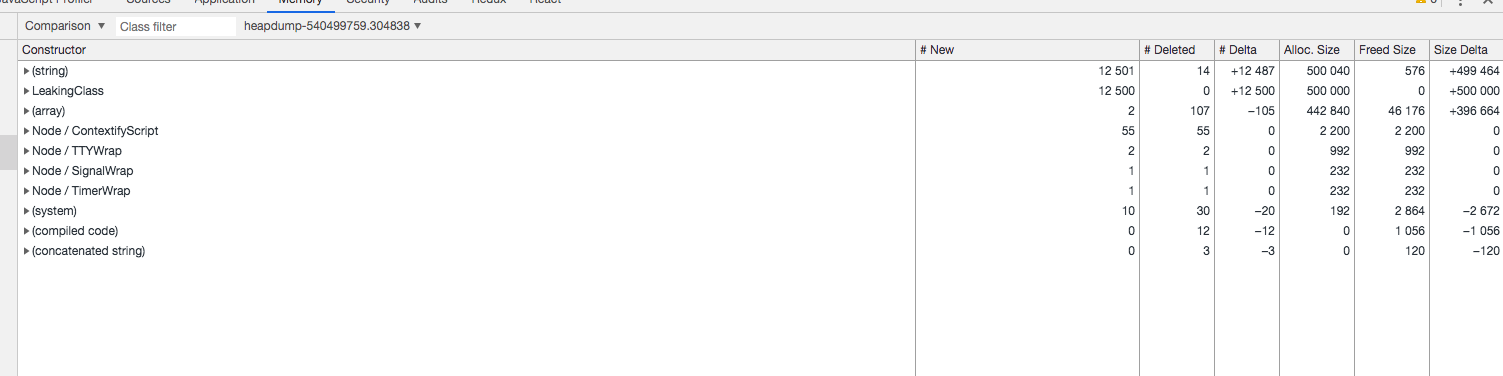 JavaScript Profiler Sources Application Memory Security Audits Redux React 6
Comparison ▼ Class filter heapdump-540499759.304838 ▼
Constructor # New # Deleted # Delta Alloc. Size Freed Size Size Delta
(string) 12 501 14 +12 487 500 040 576 +499 464
LeakingClass 12 500 0 +12 500 500 000 0 +500 000
(array) 2 107 −105 442 840 46 176 +396 664
Node / ContextifyScript 55 55 0 2 200 2 200 0
Node / TTYWrap 2 2 0 992 992 0
Node / SignalWrap 1 1 0 232 232 0
Node / TimerWrap 1 1 0 232 232 0
(system) 10 30 −20 192 2 864 −2 672
(compiled code) 0 12 −12 0 1 056 −1 056
(concatenated string) 0 3 −3 0 120 −120